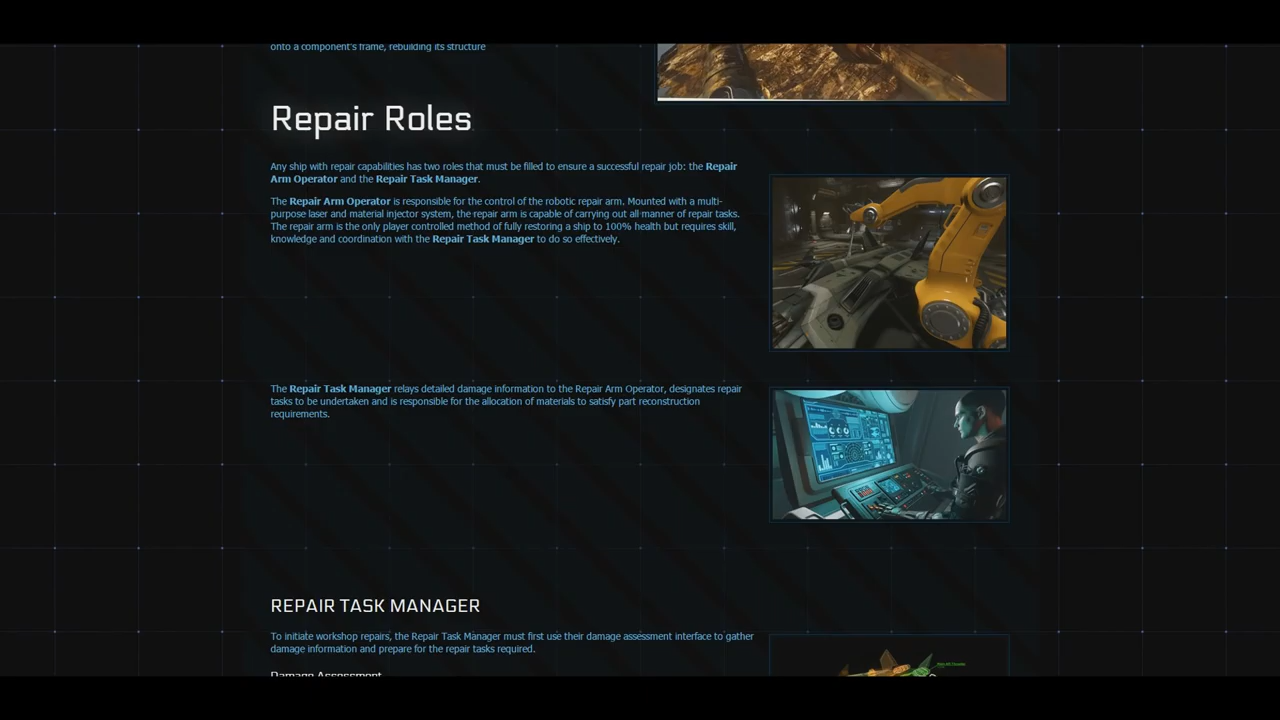 onto a component's frame, rebuilding its structure
Repair Roles
Any ship with repair capabilities has two roles that must be filled to ensure a successful repair job: the Repair
Arm Operator and the Repair Task Manager.
The Repair Arm Operator is responsible for the control of the robotic repair arm. Mounted with a multi-
purpose laser and material injector system, the repair arm is capable of carrying out all manner of repair tasks.
The repair arm is the only player controlled method of fully restoring a ship to 100% health but requires skill,
knowledge and coordination with the Repair Task Manager to do so effectively.
The Repair Task Manager relays detailed damage information to the Repair Arm Operator, designates repair
tasks to be undertaken and is responsible for the allocation of materials to satisfy part reconstruction
requirements.
REPAIR TASK MANAGER
To initiate workshop repairs, the Repair Task Manager must first use their damage assessment interface to gather
damage information and prepare for the repair tasks required.
Damage Assessment